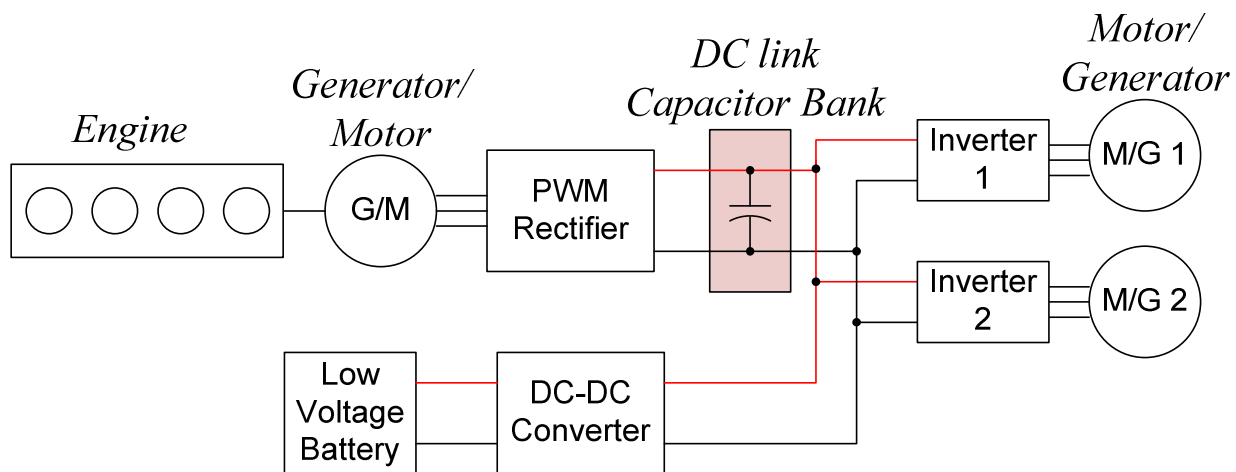 Engine
Generator/
Motor
DC link
Capacitor Bank
Motor/
Generator
G/M
PWM
Rectifier
Inverter
1
M/G 1
Inverter
2
M/G 2
Low
Voltage
Battery
DC-DC
Converter